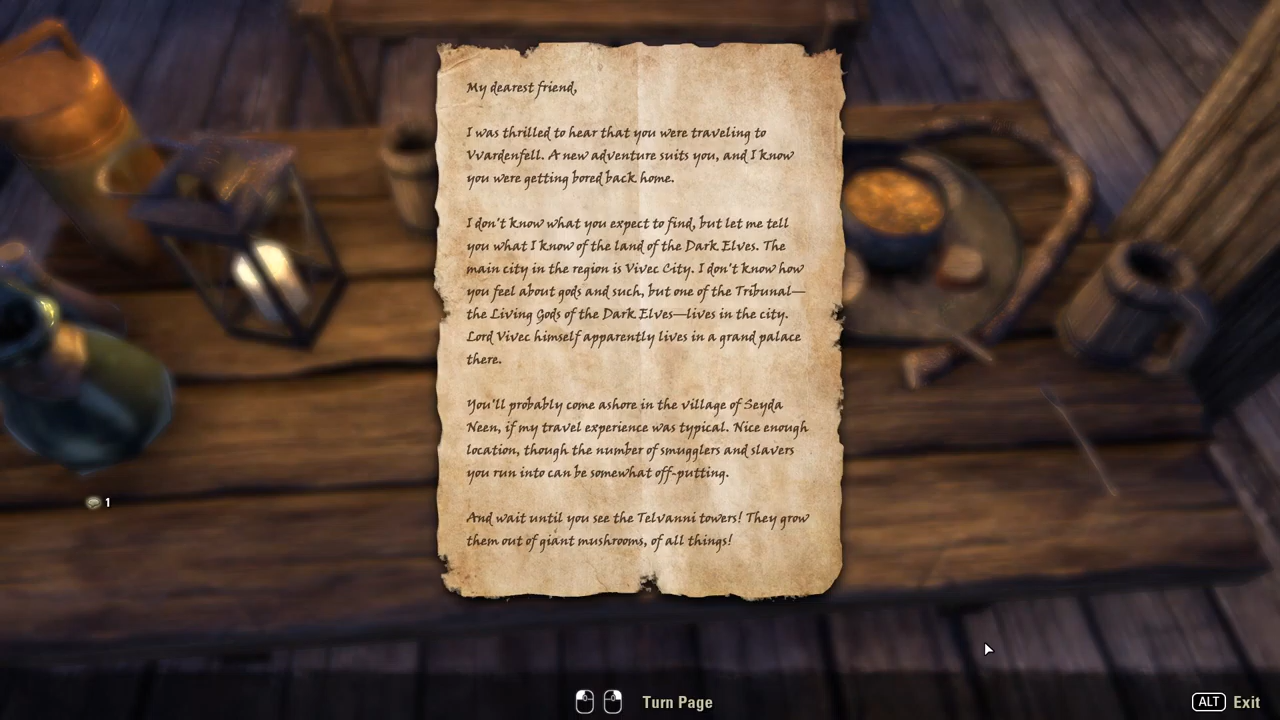 My dearest friend,
I was thrilled to hear that you were traveling to
Vvardenfell. A new adventure suits you, and I know
you were getting bored back home.
I don't know what you expect to find, but let me tell
you what I know of the land of the Dark Elves. The
main city in the region is Vivec City. I don't know how
you feel about gods and such, but one of the Tribunal—
the Living Gods of the Dark Elves—lives in the city.
Lord Vivec himself apparently lives in a grand palace
there.
You'll probably come ashore in the village of Seyda
Neen, if my travel experience was typical. Nice enough
location, though the number of smugglers and slavers
you run into can be somewhat off-putting.
And wait until you see the Telvanni towers! They grow
them out of giant mushrooms, of all things!
1
Turn Page
ALT Exit